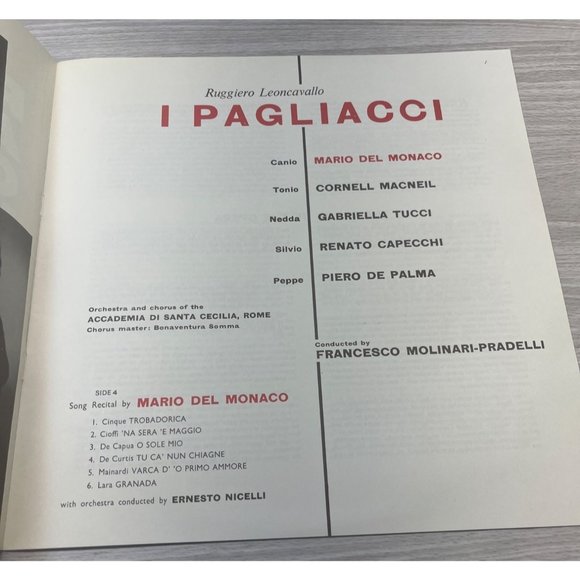 Ruggiero Leoncavallo
I PAGLIACCI
Canio MARIO DEL MONACO
Tonio CORNELL MACNEIL
Nedda GABRIELLA TUCCI
Silvio RENATO CAPECCHI
Peppe PIERO DE PALMA
Orchestra and chorus of the
ACCADEMIA DI SANTA CECILIA, ROME
Chorus master: Bonaventura Somma
Conducted by
FRANCESCO MOLINARI-PRADELLI
SIDE 4
Song Recital by MARIO DEL MONACO
1. Cinque TROBADORICA
2. Cioffi 'NA SERA 'E MAGGIO
3. De Capua O SOLE MIO
4. De Curtis TU CA' NUN CHIAGNE
5. Mainardi VARCA D' 'O PRIMO AMMORE
6. Lara GRANADA
with orchestra conducted by ERNESTO NICELLI